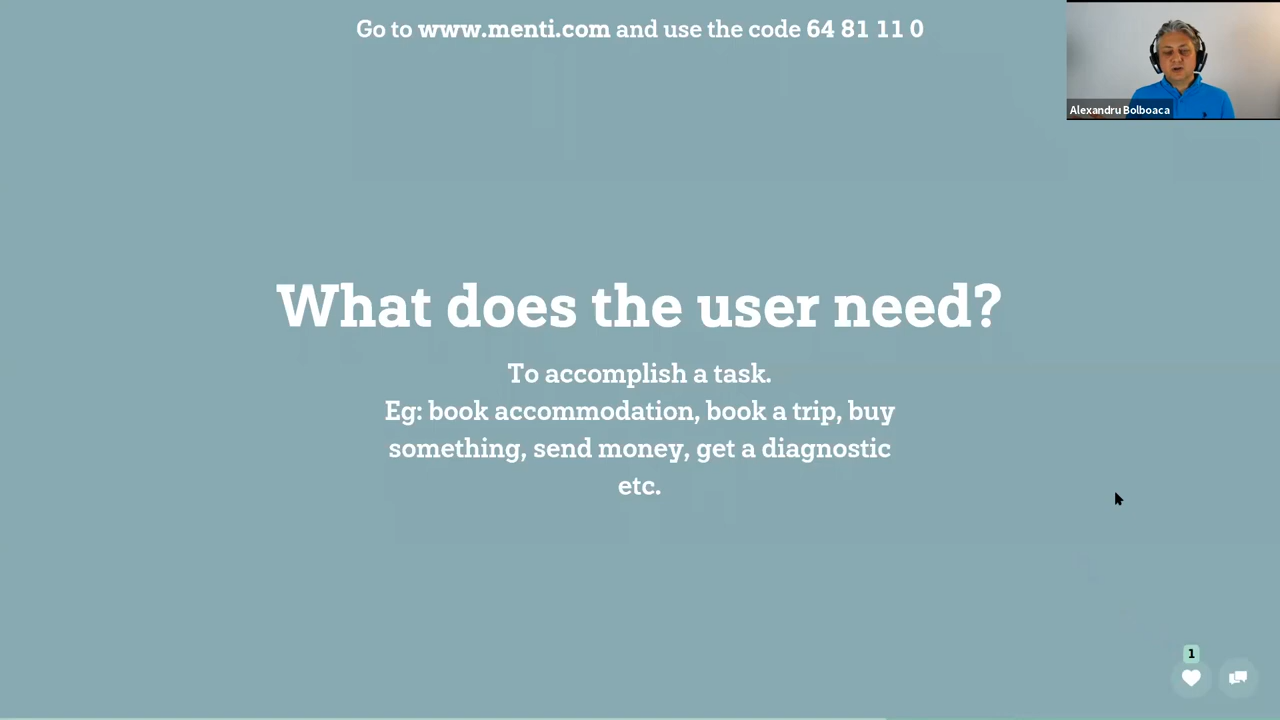 Go to www.menti.com and use the code 64 81 11 0
Alexandru Bolboaca
What does the user need?
To accomplish a task.
Eg: book accommodation, book a trip, buy
something, send money, get a diagnostic
etc.
1